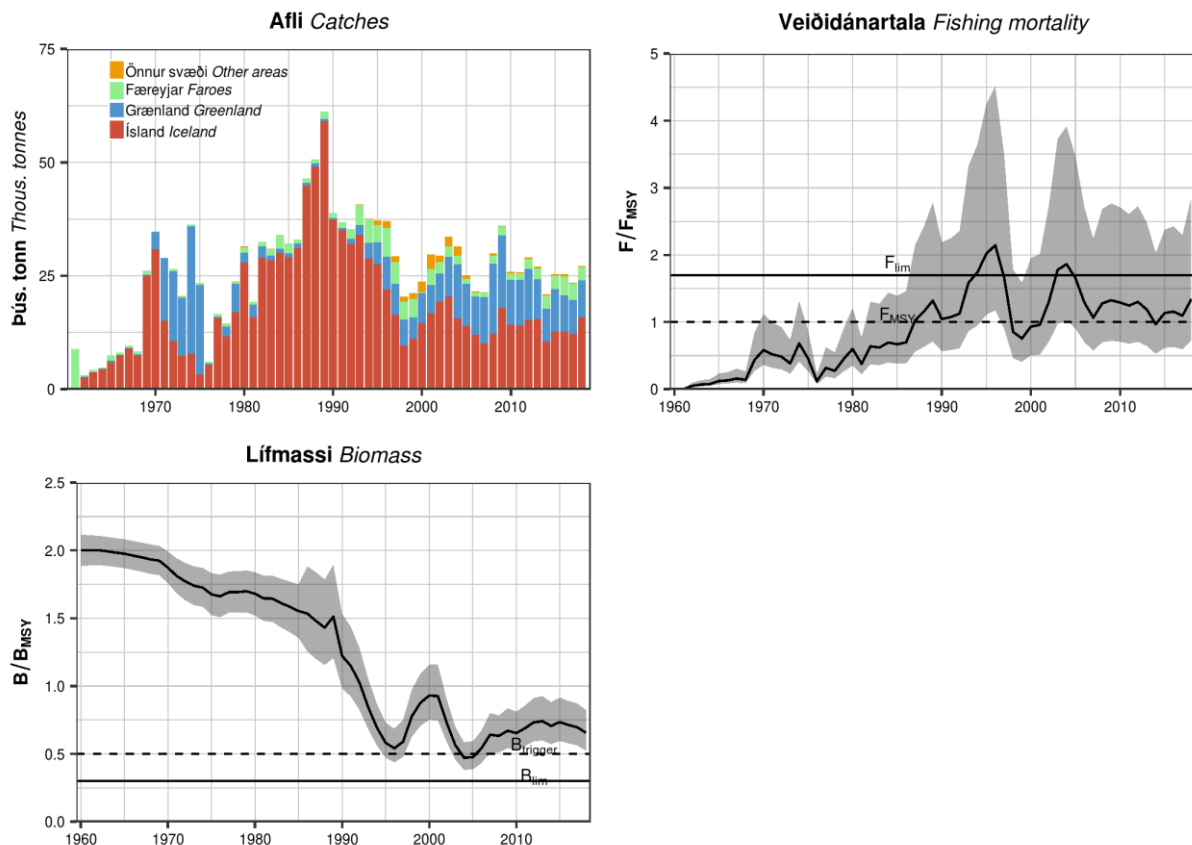 Afli Catches
Þús. tonn Thous. tonnes
75
50
25
0
Önnur svæði Other areas
Færeyjar Faroes
Grænland Greenland
Ísland Iceland
1970 1980 1990 2000 2010
Veiðidánartala Fishing mortality
F/FMSY
5
4
3
2
1
0
Flim
FMSY
1960 1970 1980 1990 2000 2010
Lífmassi Biomass
B/BMSY
2.5
2.0
1.5
1.0
0.5
0.0
Btrigger
Blim
1960 1970 1980 1990 2000 2010